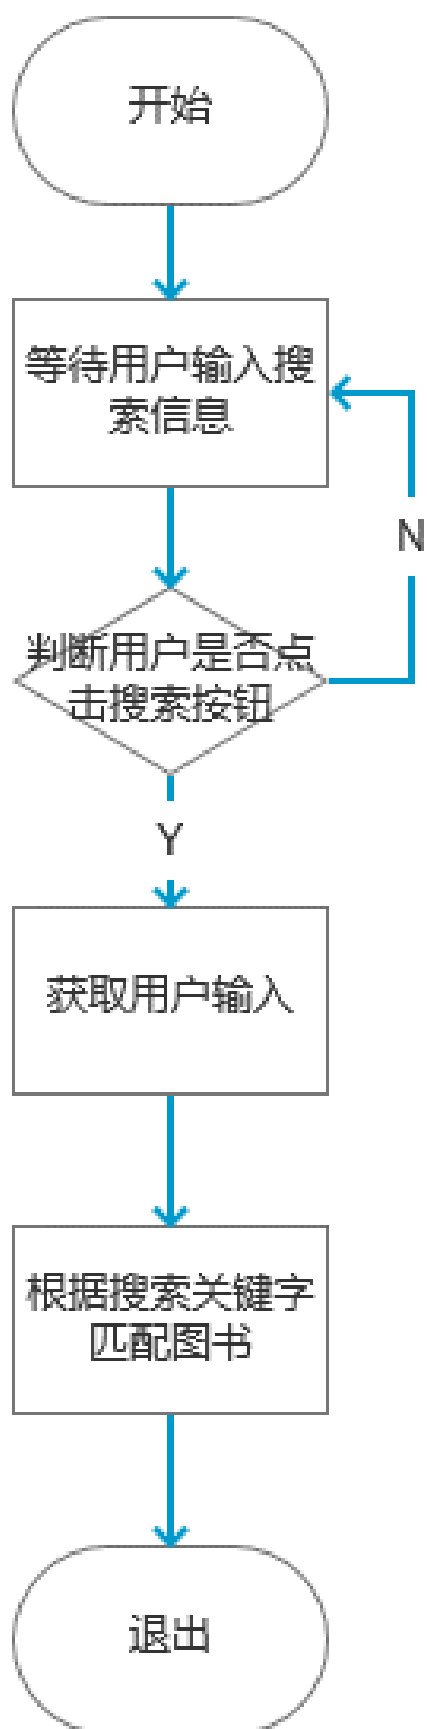 开始
等待用户输入搜
索信息
N
判断用户是否点
击搜索按钮
Y
获取用户输入
根据搜索关键字
匹配图书
退出